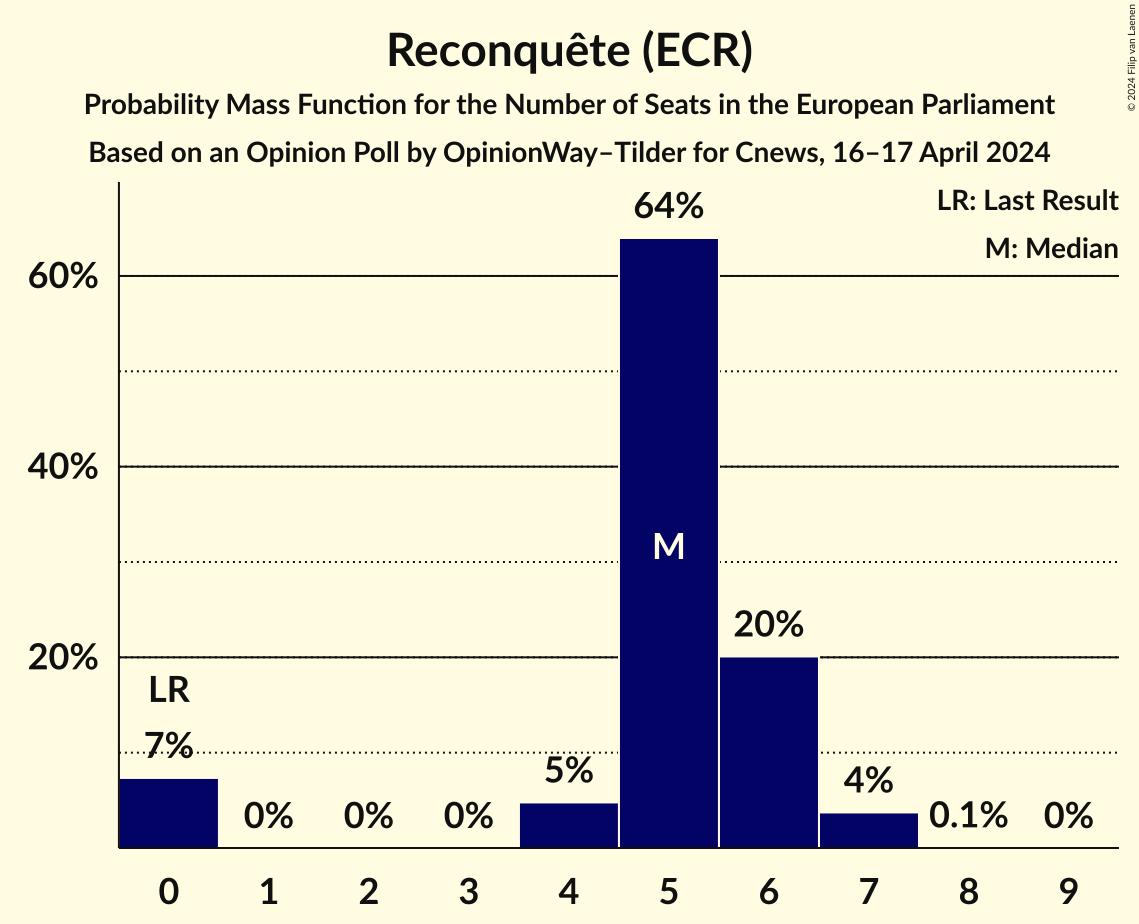 Reconquête (ECR)
Probability Mass Function for the Number of Seats in the European Parliament
Based on an Opinion Poll by OpinionWay–Tilder for Cnews, 16–17 April 2024
© 2024 Filip van Laenen
LR: Last Result
M: Median
64%
60%
40%
M
20%
20%
LR
7%
5%
4%
0%
0%
0%
0.1%
0%
0 1 2 3 4 5 6 7 8 9